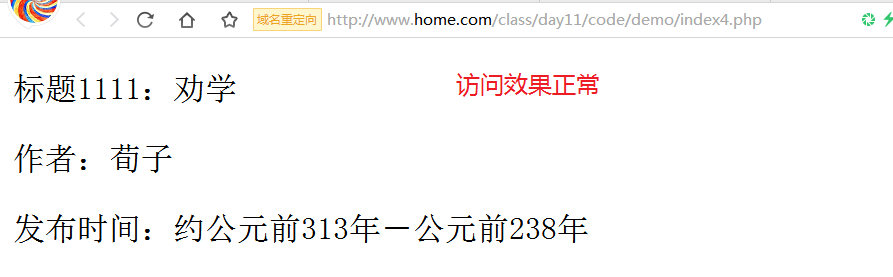 域名重定向 http://www.home.com/class/day11/code/demo/index4.php
标题1111：劝学
访问效果正常
作者：荀子
发布时间：约公元前313年－公元前238年